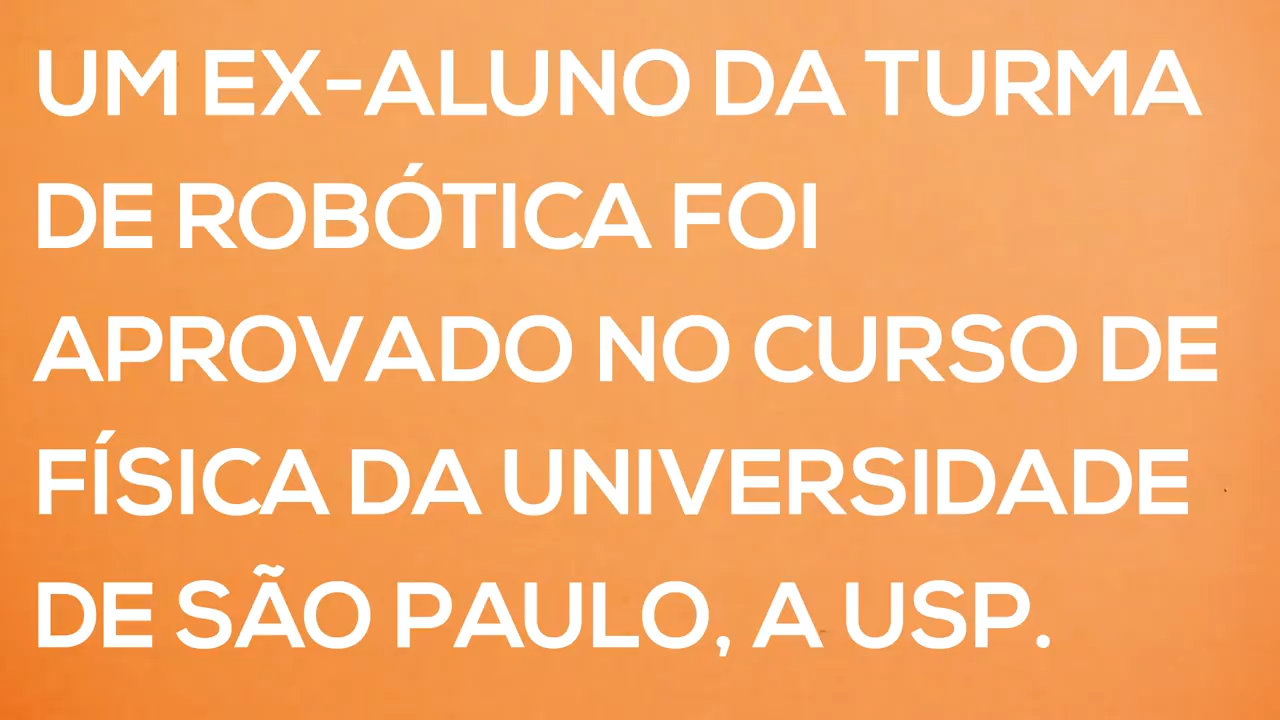 UM EX-ALUNO DA TURMA
DE ROBÓTICA FOI
APROVADO NO CURSO DE
FÍSICA DA UNIVERSIDADE
DE SÃO PAULO, A USP.